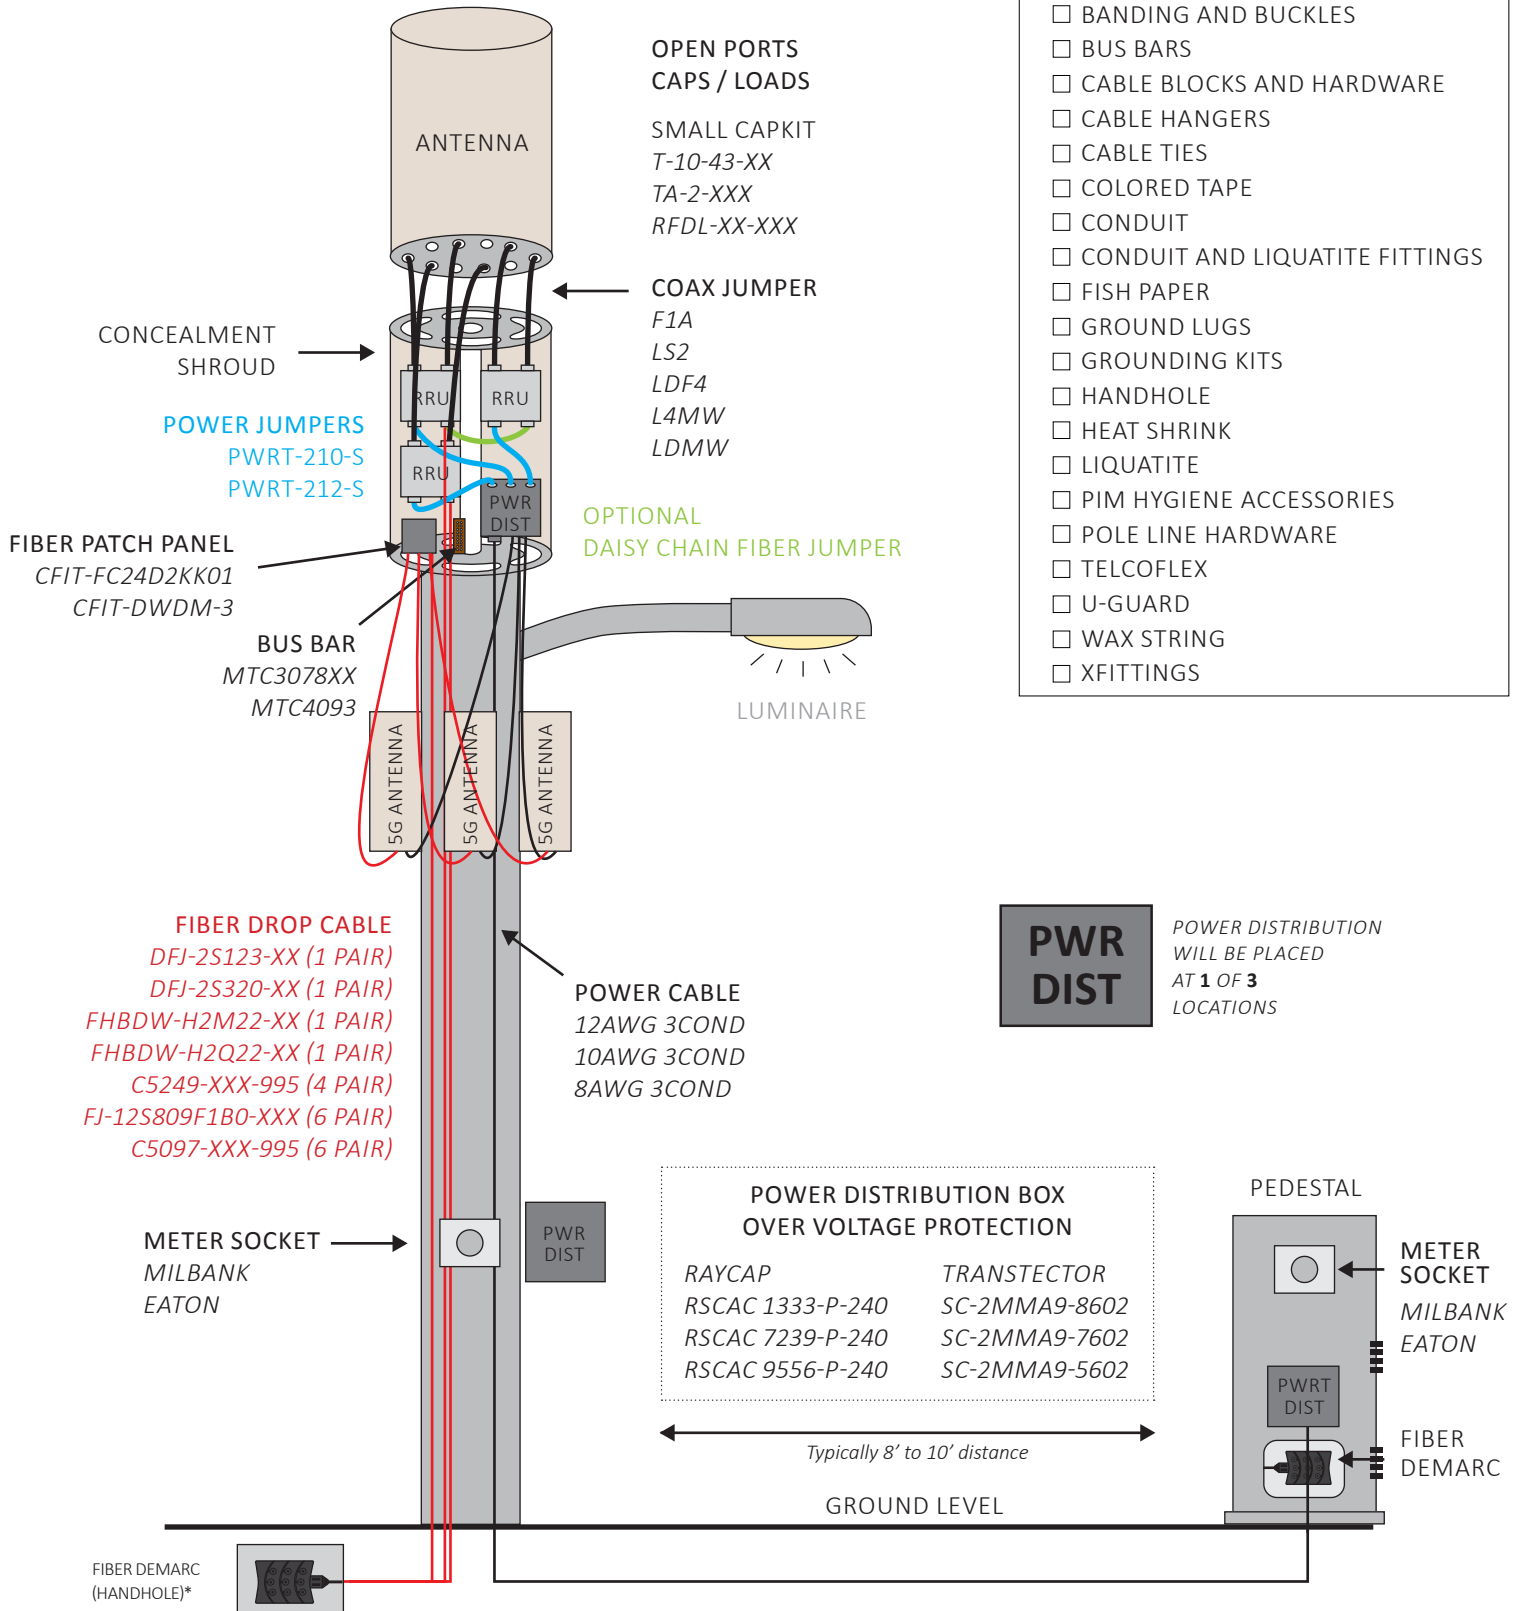 ANTENNA
OPEN PORTS
CAPS / LOADS
SMALL CAPKIT
T-10-43-XX
TA-2-XXX
RFDL-XX-XXX
COAX JUMPER
F1A
LS2
LDF4
L4MW
LDMW
CONCEALMENT
SHROUD
RRU
RRU
RRU
PWR
DIST
POWER JUMPERS
PWRT-210-S
PWRT-212-S
OPTIONAL
DAISY CHAIN FIBER JUMPER
FIBER PATCH PANEL
CFIT-FC24D2KK01
CFIT-DWDM-3
BUS BAR
MTC3078XX
MTC4093
LUMINAIRE
5G ANTENNA
5G ANTENNA
5G ANTENNA
BANDING AND BUCKLES
BUS BARS
CABLE BLOCKS AND HARDWARE
CABLE HANGERS
CABLE TIES
COLORED TAPE
CONDUIT
CONDUIT AND LIQUATITE FITTINGS
FISH PAPER
GROUND LUGS
GROUNDING KITS
HANDHOLE
HEAT SHRINK
LIQUATITE
PIM HYGIENE ACCESSORIES
POLE LINE HARDWARE
TELCOFLEX
U-GUARD
WAX STRING
XFITTINGS
FIBER DROP CABLE
DFJ-2S123-XX (1 PAIR)
DFJ-2S320-XX (1 PAIR)
FHBDW-H2M22-XX (1 PAIR)
FHBDW-H2Q22-XX (1 PAIR)
C5249-XXX-995 (4 PAIR)
FJ-12S809F1B0-XXX (6 PAIR)
C5097-XXX-995 (6 PAIR)
POWER CABLE
12AWG 3COND
10AWG 3COND
8AWG 3COND
PWR
DIST
POWER DISTRIBUTION
WILL BE PLACED
AT 1 OF 3
LOCATIONS
METER SOCKET
MILBANK
EATON
PWR
DIST
POWER DISTRIBUTION BOX
OVER VOLTAGE PROTECTION
RAYCAP
RSCAC 1333-P-240
RSCAC 7239-P-240
RSCAC 9556-P-240
TRANSTECTOR
SC-2MMA9-8602
SC-2MMA9-7602
SC-2MMA9-5602
Typically 8’ to 10’ distance
GROUND LEVEL
PEDESTAL
METER
SOCKET
MILBANK
EATON
PWRT
DIST
FIBER
DEMARC
FIBER DEMARC
(HANDHOLE)*